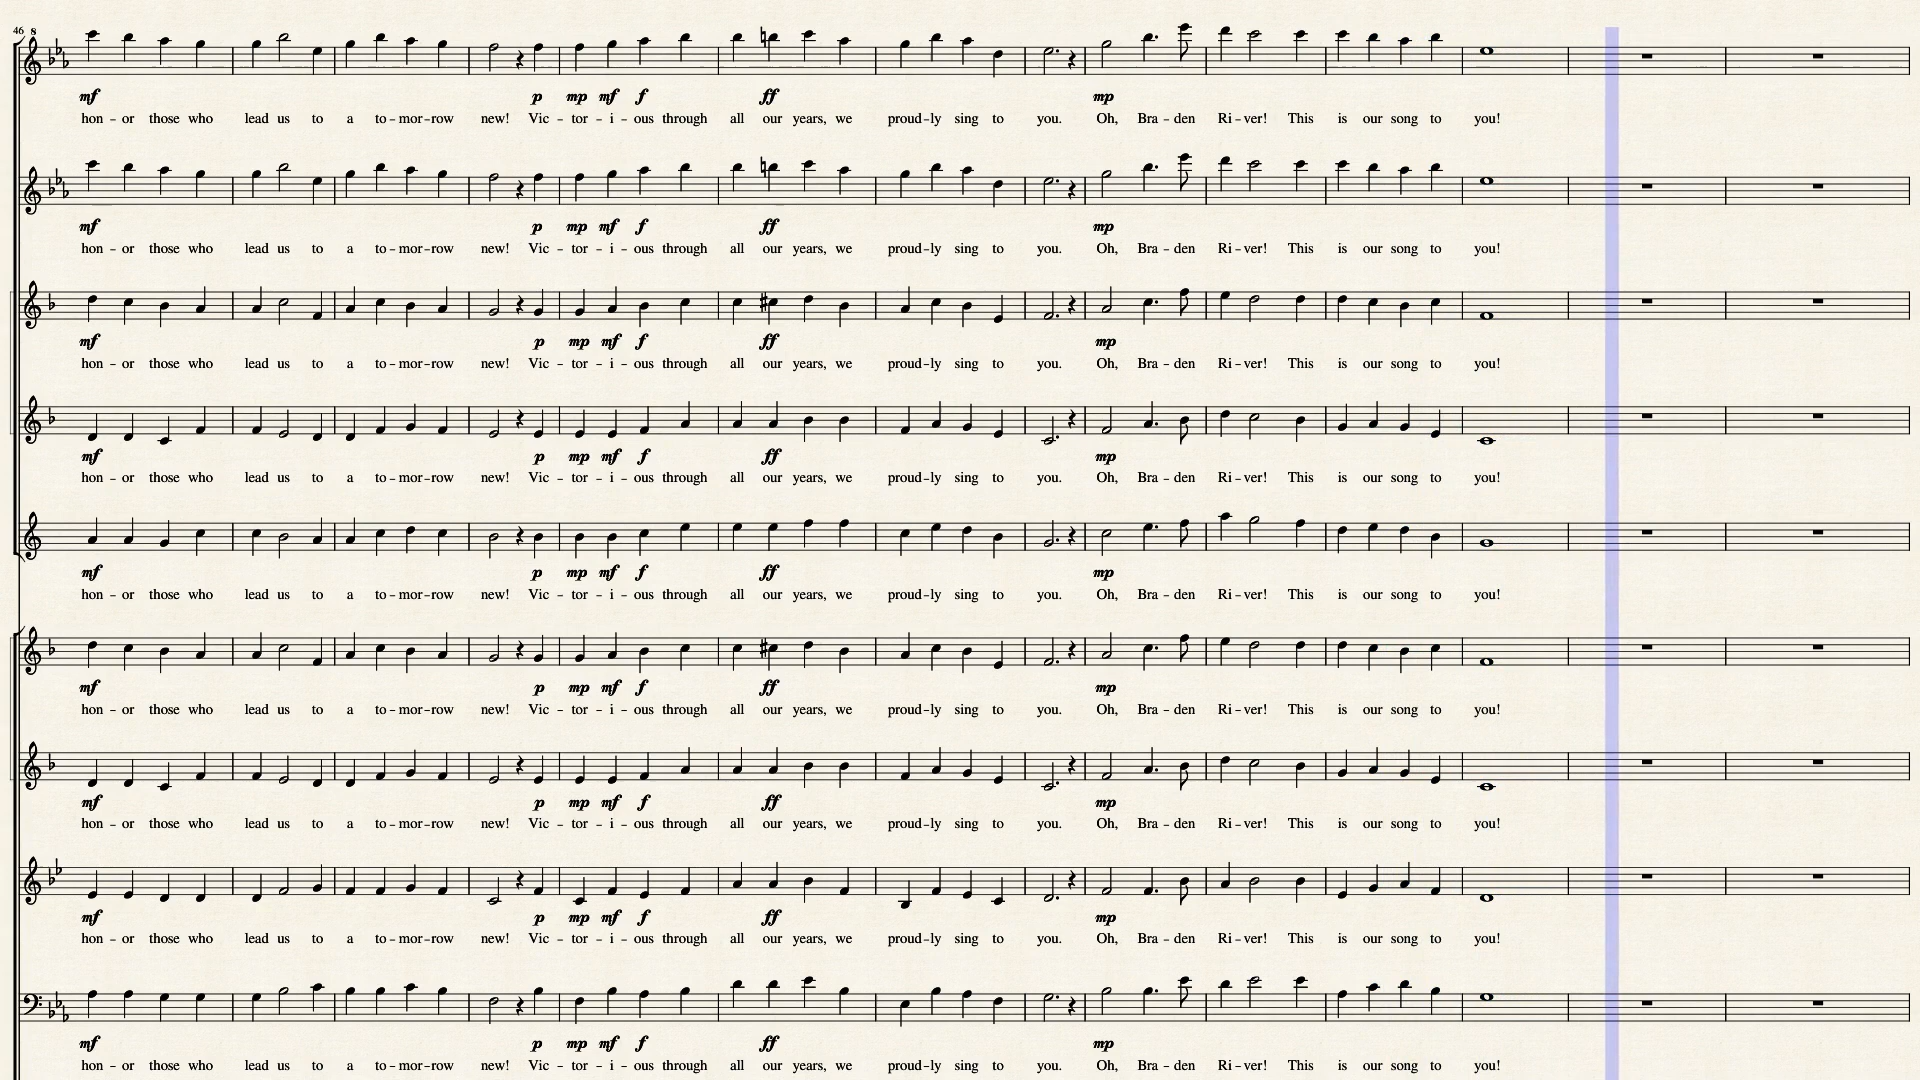 46 8
mf p mp mf f ff mp
hon – or those who lead us to a to – mor – row new! Vic – tor – i – ous through all our years, we proud – ly sing to you. Oh, Bra – den Ri – ver! This is our song to you!
mf p mp mf f ff mp
hon – or those who lead us to a to – mor – row new! Vic – tor – i – ous through all our years, we proud – ly sing to you. Oh, Bra – den Ri – ver! This is our song to you!
mf p mp mf f ff mp
hon – or those who lead us to a to – mor – row new! Vic – tor – i – ous through all our years, we proud – ly sing to you. Oh, Bra – den Ri – ver! This is our song to you!
mf p mp mf f ff mp
hon – or those who lead us to a to – mor – row new! Vic – tor – i – ous through all our years, we proud – ly sing to you. Oh, Bra – den Ri – ver! This is our song to you!
mf p mp mf f ff mp
hon – or those who lead us to a to – mor – row new! Vic – tor – i – ous through all our years, we proud – ly sing to you. Oh, Bra – den Ri – ver! This is our song to you!
mf p mp mf f ff mp
hon – or those who lead us to a to – mor – row new! Vic – tor – i – ous through all our years, we proud – ly sing to you. Oh, Bra – den Ri – ver! This is our song to you!
mf p mp mf f ff mp
hon – or those who lead us to a to – mor – row new! Vic – tor – i – ous through all our years, we proud – ly sing to you. Oh, Bra – den Ri – ver! This is our song to you!
mf p mp mf f ff mp
hon – or those who lead us to a to – mor – row new! Vic – tor – i – ous through all our years, we proud – ly sing to you. Oh, Bra – den Ri – ver! This is our song to you!
mf p mp mf f ff mp
hon – or those who lead us to a to – mor – row new! Vic – tor – i – ous through all our years, we proud – ly sing to you. Oh, Bra – den Ri – ver! This is our song to you!